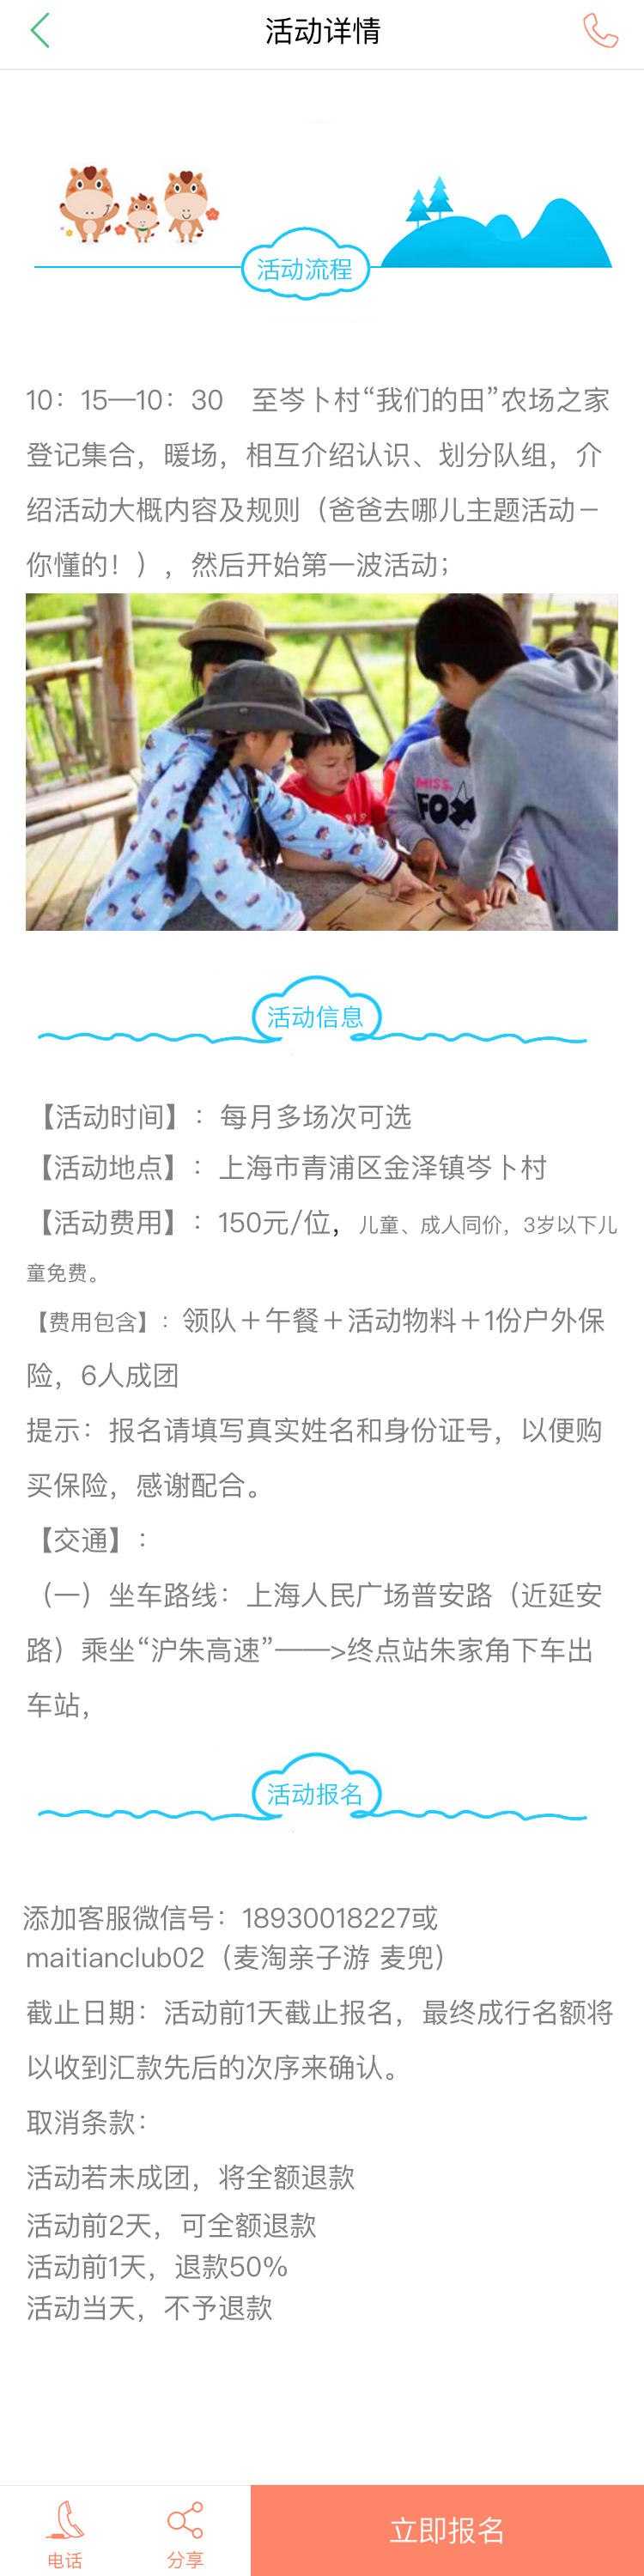 活动详情
活动流程
10：15—10：30　至岑卜村“我们的田”农场之家
登记集合，暖场，相互介绍认识、划分队组，介
绍活动大概内容及规则（爸爸去哪儿主题活动－
你懂的！），然后开始第一波活动；
MISS.
FOX
活动信息
【活动时间】：每月多场次可选
【活动地点】：上海市青浦区金泽镇岑卜村
【活动费用】：150元/位，儿童、成人同价，3岁以下儿
童免费。
【费用包含】：领队＋午餐＋活动物料＋1份户外保
险，6人成团
提示：报名请填写真实姓名和身份证号，以便购
买保险，感谢配合。
【交通】：
（一）坐车路线：上海人民广场普安路（近延安
路）乘坐“沪朱高速”——>终点站朱家角下车出
车站，
活动报名
添加客服微信号：18930018227或
maitianclub02（麦淘亲子游 麦兜）
截止日期：活动前1天截止报名，最终成行名额将
以收到汇款先后的次序来确认。
取消条款：
活动若未成团，将全额退款
活动前2天，可全额退款
活动前1天，退款50%
活动当天，不予退款
电话
分享
立即报名